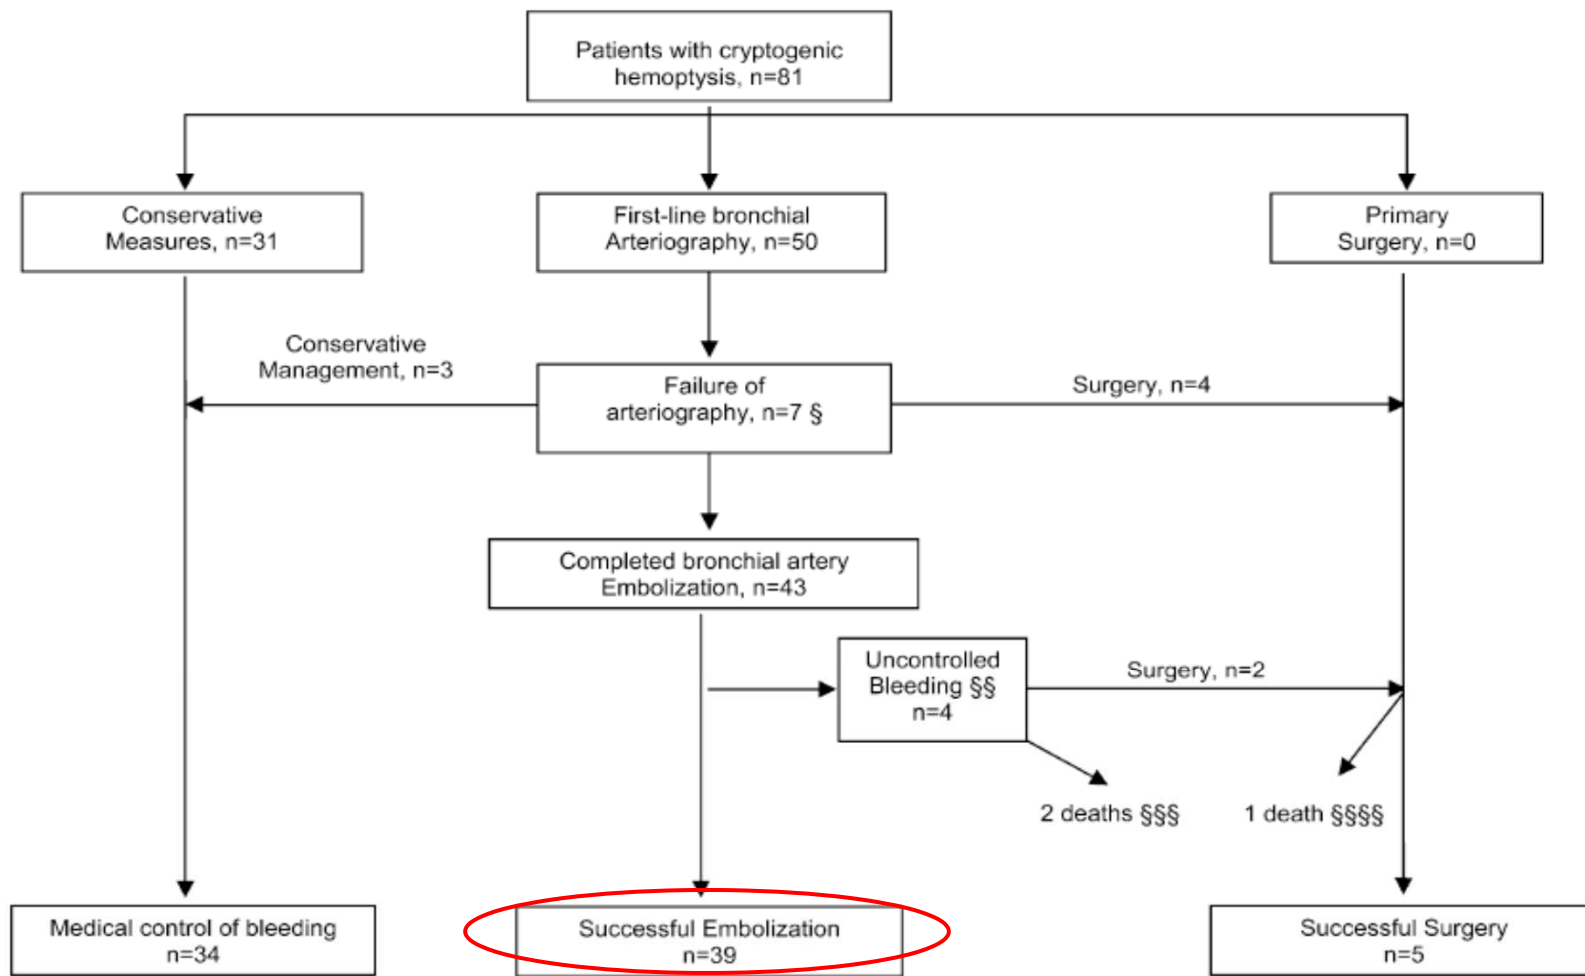 Patients with cryptogenic
hemoptysis, n=81
Conservative
Measures, n=31
First-line bronchial
Arteriography, n=50
Primary
Surgery, n=0
Conservative
Management, n=3
Failure of
arteriography, n=7 §
Surgery, n=4
Completed bronchial artery
Embolization, n=43
Uncontrolled
Bleeding §§
n=4
Surgery, n=2
2 deaths §§§
1 death §§§§
Medical control of bleeding
n=34
Successful Embolization
n=39
Successful Surgery
n=5